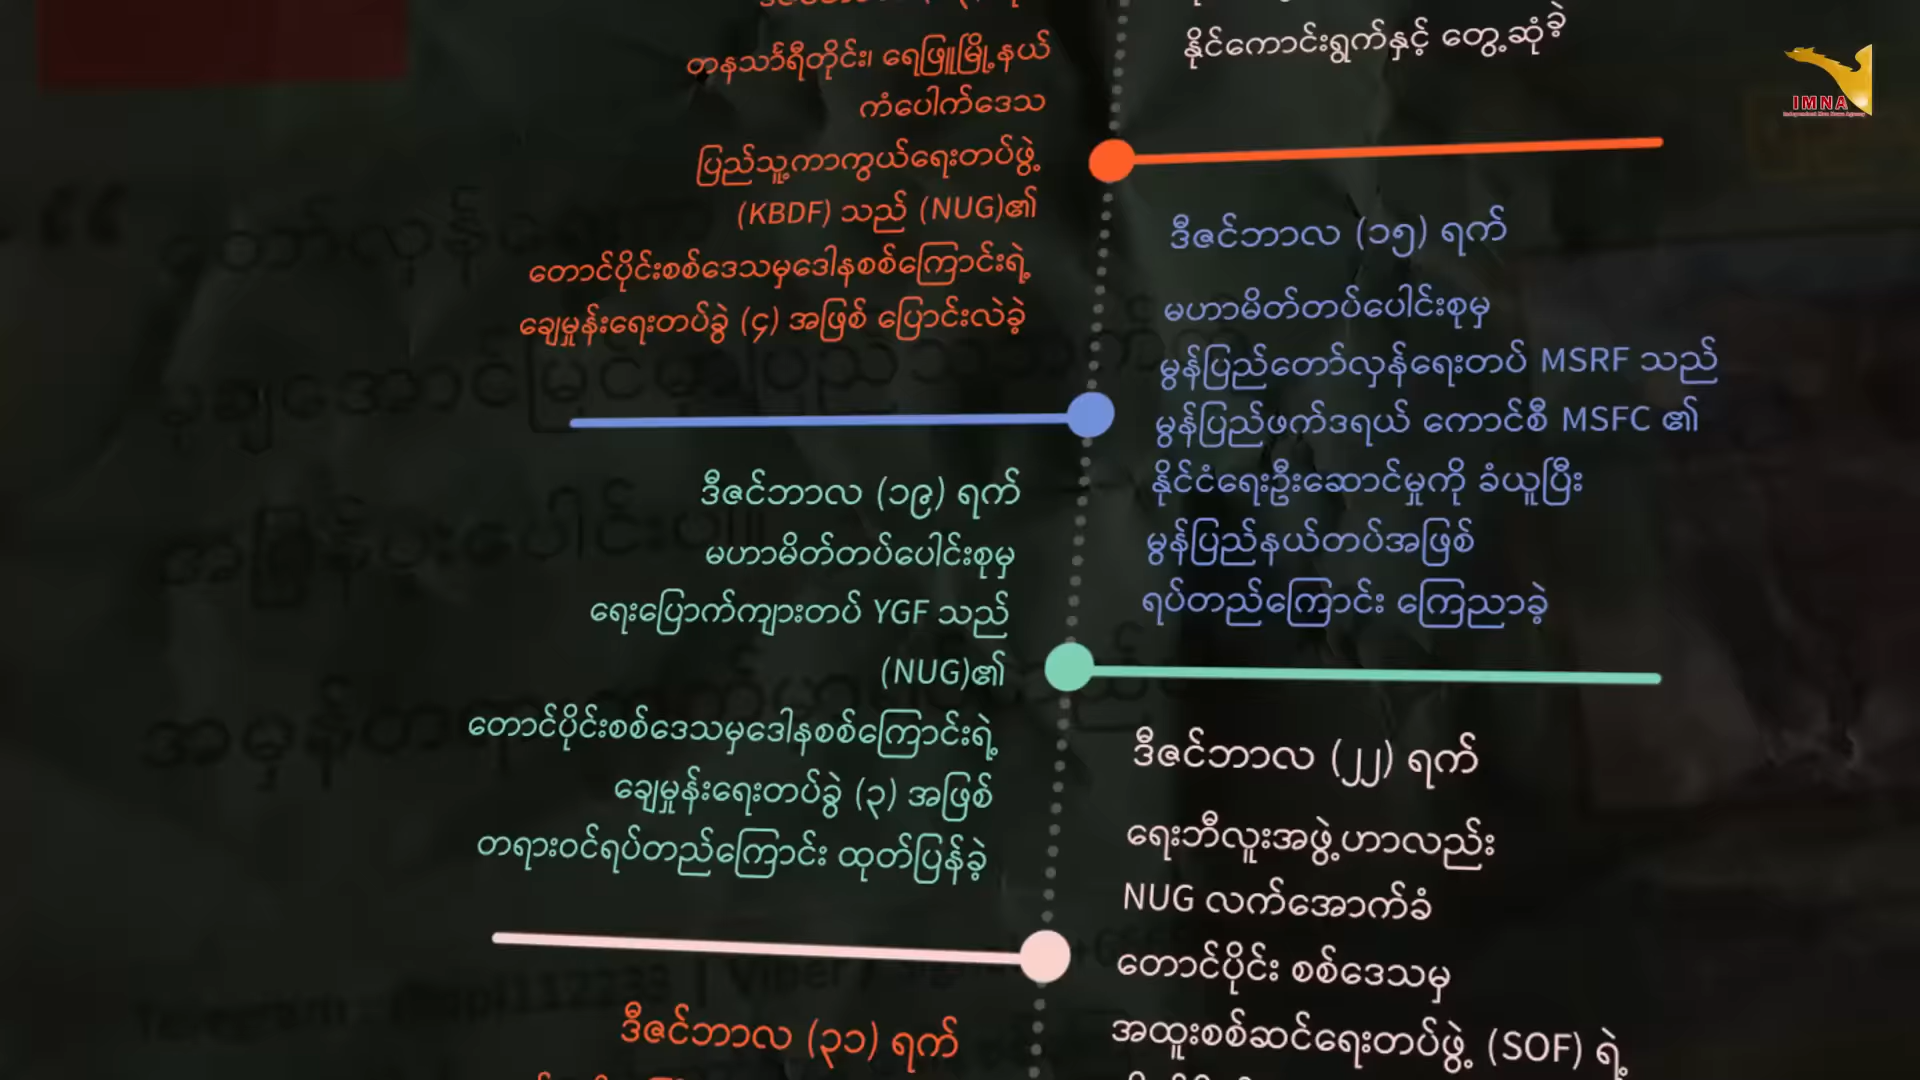 နိုင်ကောင်းရွက်နှင့် တွေ့ဆုံခဲ့
IMNA
တနင်္သာရီတိုင်း၊ ရေဖြူမြို့နယ်
ကံပေါက်ဒေသ
ပြည်သူ့ကာကွယ်ရေးတပ်ဖွဲ့
(KBDF) သည် (NUG)၏
တောင်ပိုင်းစစ်ဒေသမှဒေါနစစ်ကြောင်းရဲ့
ချေမှုန်းရေးတပ်ခွဲ (၄) အဖြစ် ပြောင်းလဲခဲ့
ဒီဇင်ဘာလ (၁၅) ရက်
မဟာမိတ်တပ်ပေါင်းစုမှ
မွန်ပြည်တော်လှန်ရေးတပ် MSRF သည်
မွန်ပြည်ဖက်ဒရယ် ကောင်စီ MSFC ၏
နိုင်ငံရေးဦးဆောင်မှုကို ခံယူပြီး
မွန်ပြည်နယ်တပ်အဖြစ်
ရပ်တည်ကြောင်း ကြေညာခဲ့
ဒီဇင်ဘာလ (၁၉) ရက်
မဟာမိတ်တပ်ပေါင်းစုမှ
ရေးပြောက်ကျားတပ် YGF သည်
(NUG)၏
တောင်ပိုင်းစစ်ဒေသမှဒေါနစစ်ကြောင်းရဲ့
ချေမှုန်းရေးတပ်ခွဲ (၃) အဖြစ်
တရားဝင်ရပ်တည်ကြောင်း ထုတ်ပြန်ခဲ့
ဒီဇင်ဘာလ (၂၂) ရက်
ရေးဘီလူးအဖွဲ့ဟာလည်း
NUG လက်အောက်ခံ
တောင်ပိုင်း စစ်ဒေသမှ
အထူးစစ်ဆင်ရေးတပ်ဖွဲ့ (SOF) ရဲ့
ဒီဇင်ဘာလ (၃၁) ရက်